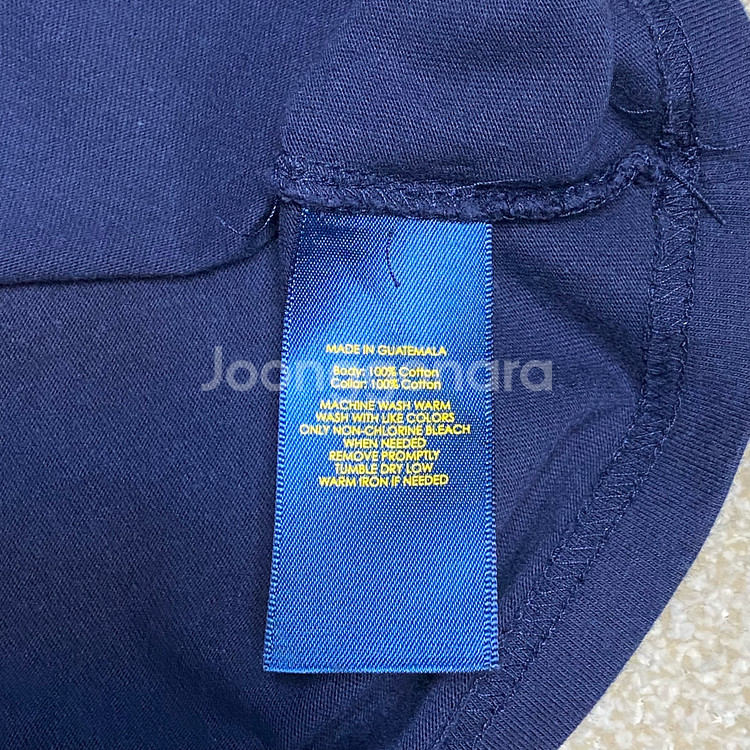 MADE IN GUATEMALA
Body: 100% Cotton
Collar: 100% Cotton
MACHINE WASH WARM
WASH WITH LIKE COLORS
ONLY NON-CHLORINE BLEACH
WHEN NEEDED
REMOVE PROMPTLY
TUMBLE DRY LOW
WARM IRON IF NEEDED